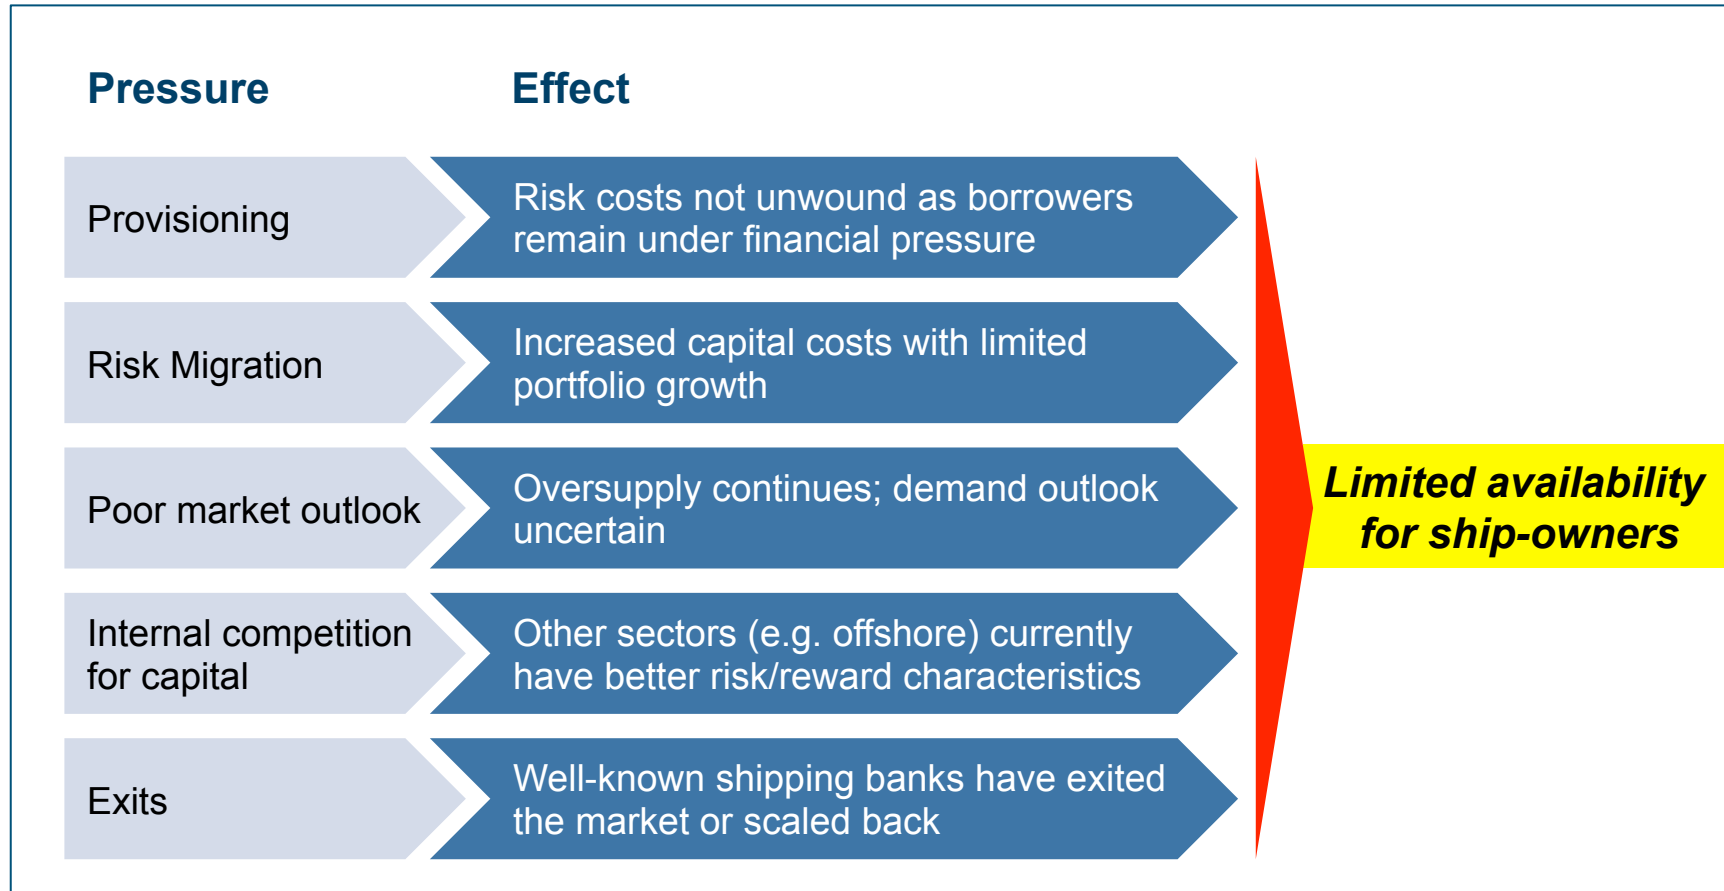 Pressure
Effect
Provisioning
Risk costs not unwound as borrowers
remain under financial pressure
Risk Migration
Increased capital costs with limited
portfolio growth
Poor market outlook
Oversupply continues; demand outlook
uncertain
Internal competition
for capital
Other sectors (e.g. offshore) currently
have better risk/reward characteristics
Exits
Well-known shipping banks have exited
the market or scaled back
Limited availability
for ship-owners